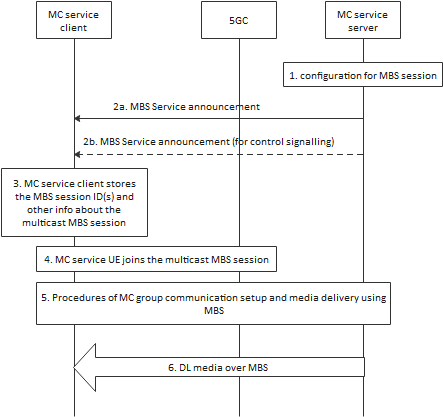 MC service
client
5GC
MC service
server
1. configuration for MBS session
2a. MBS Service announcement
2b. MBS Service announcement (for control signalling)
3. MC service client stores
the MBS session ID(s) and
other info about the
multicast MBS session
4. MC service UE joins the multicast MBS session
5. Procedures of MC group communication setup and media delivery using
MBS
6. DL media over MBS